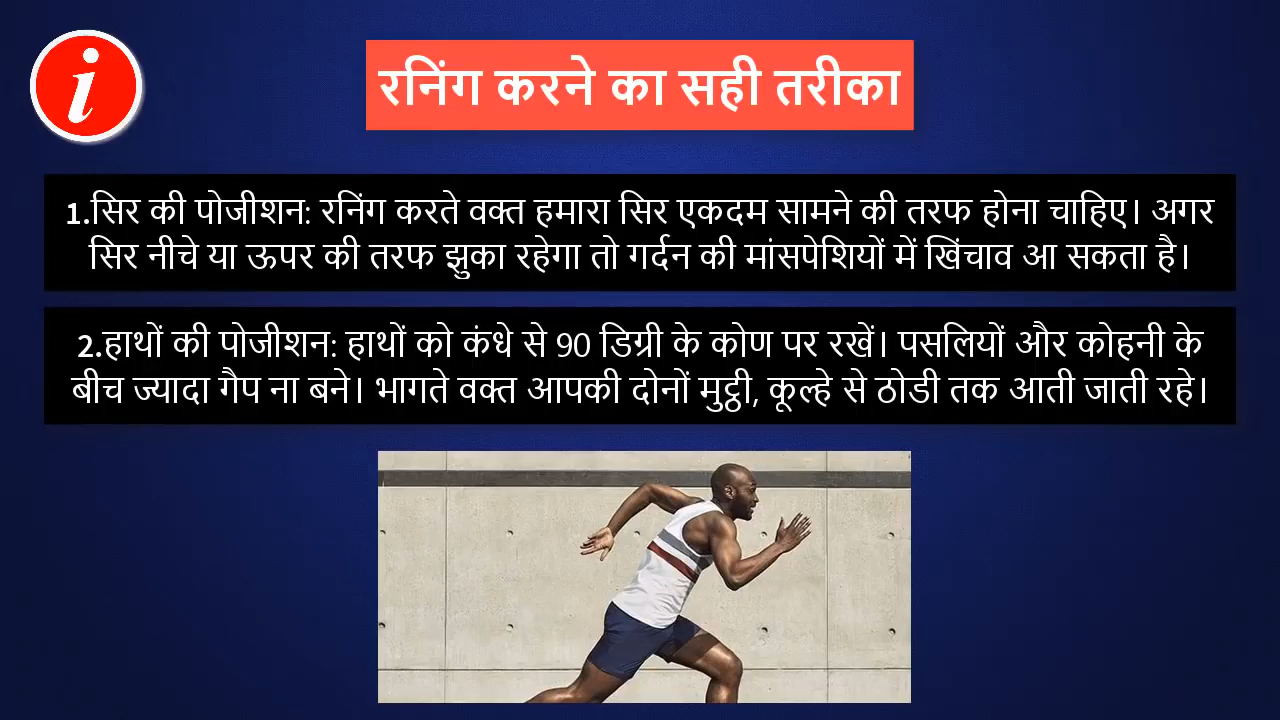 i
रनिंग करने का सही तरीका
1.सिर की पोजीशन: रनिंग करते वक्त हमारा सिर एकदम सामने की तरफ होना चाहिए। अगर
सिर नीचे या ऊपर की तरफ झुका रहेगा तो गर्दन की मांसपेशियों में खिंचाव आ सकता है।
2.हाथों की पोजीशन: हाथों को कंधे से 90 डिग्री के कोण पर रखें। पसलियों और कोहनी के
बीच ज्यादा गैप ना बने। भागते वक्त आपकी दोनों मुट्ठी, कूल्हे से ठोडी तक आती जाती रहे।